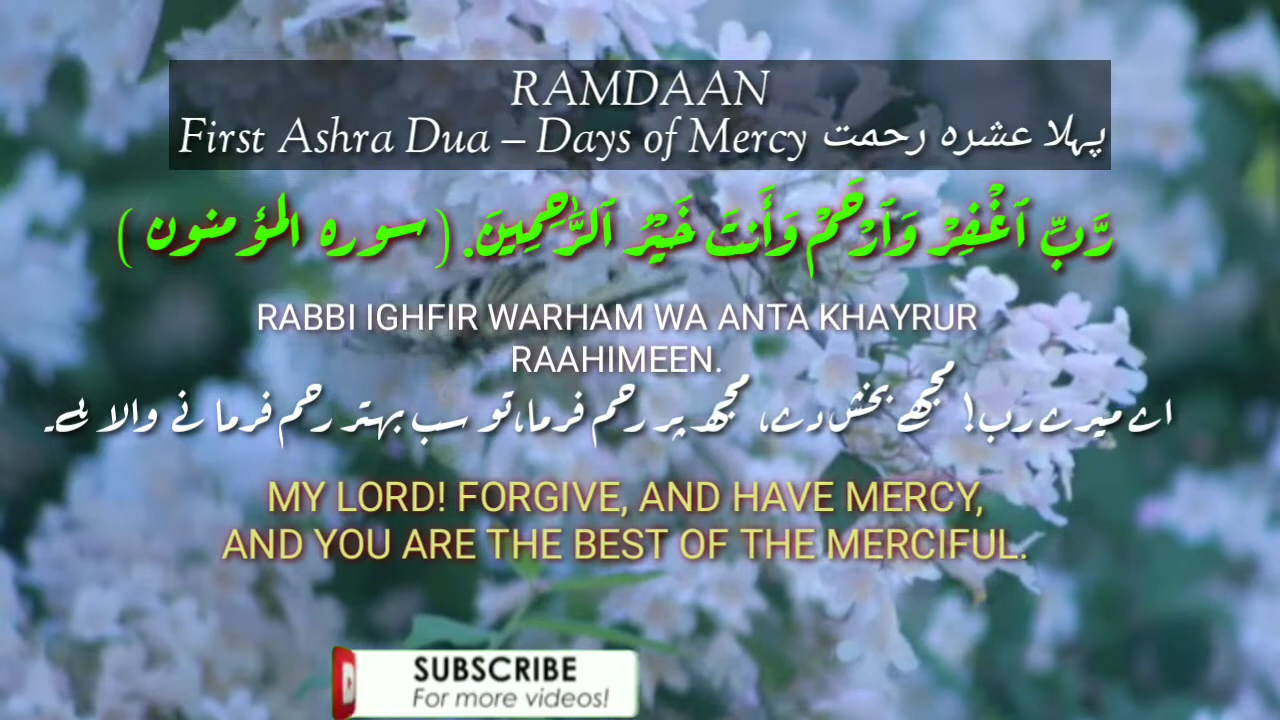 RAMDAAN
First Ashra Dua – Days of Mercy پہلا عشرہ رحمت
رَّبِّ ٱغْفِرْ وَٱرْحَمْ وَأَنتَ خَيْرُ ٱلرَّٰحِمِينَ. ( سورہ المؤمنون )
RABBI IGHFIR WARHAM WA ANTA KHAYRUR
RAAHIMEEN.
اے میرے رب! مجھے بخش دے، مجھ پر رحم فرما،تو سب بہتر رحم فرمانے والا ہے۔
MY LORD! FORGIVE, AND HAVE MERCY,
AND YOU ARE THE BEST OF THE MERCIFUL.
SUBSCRIBE
For more videos!